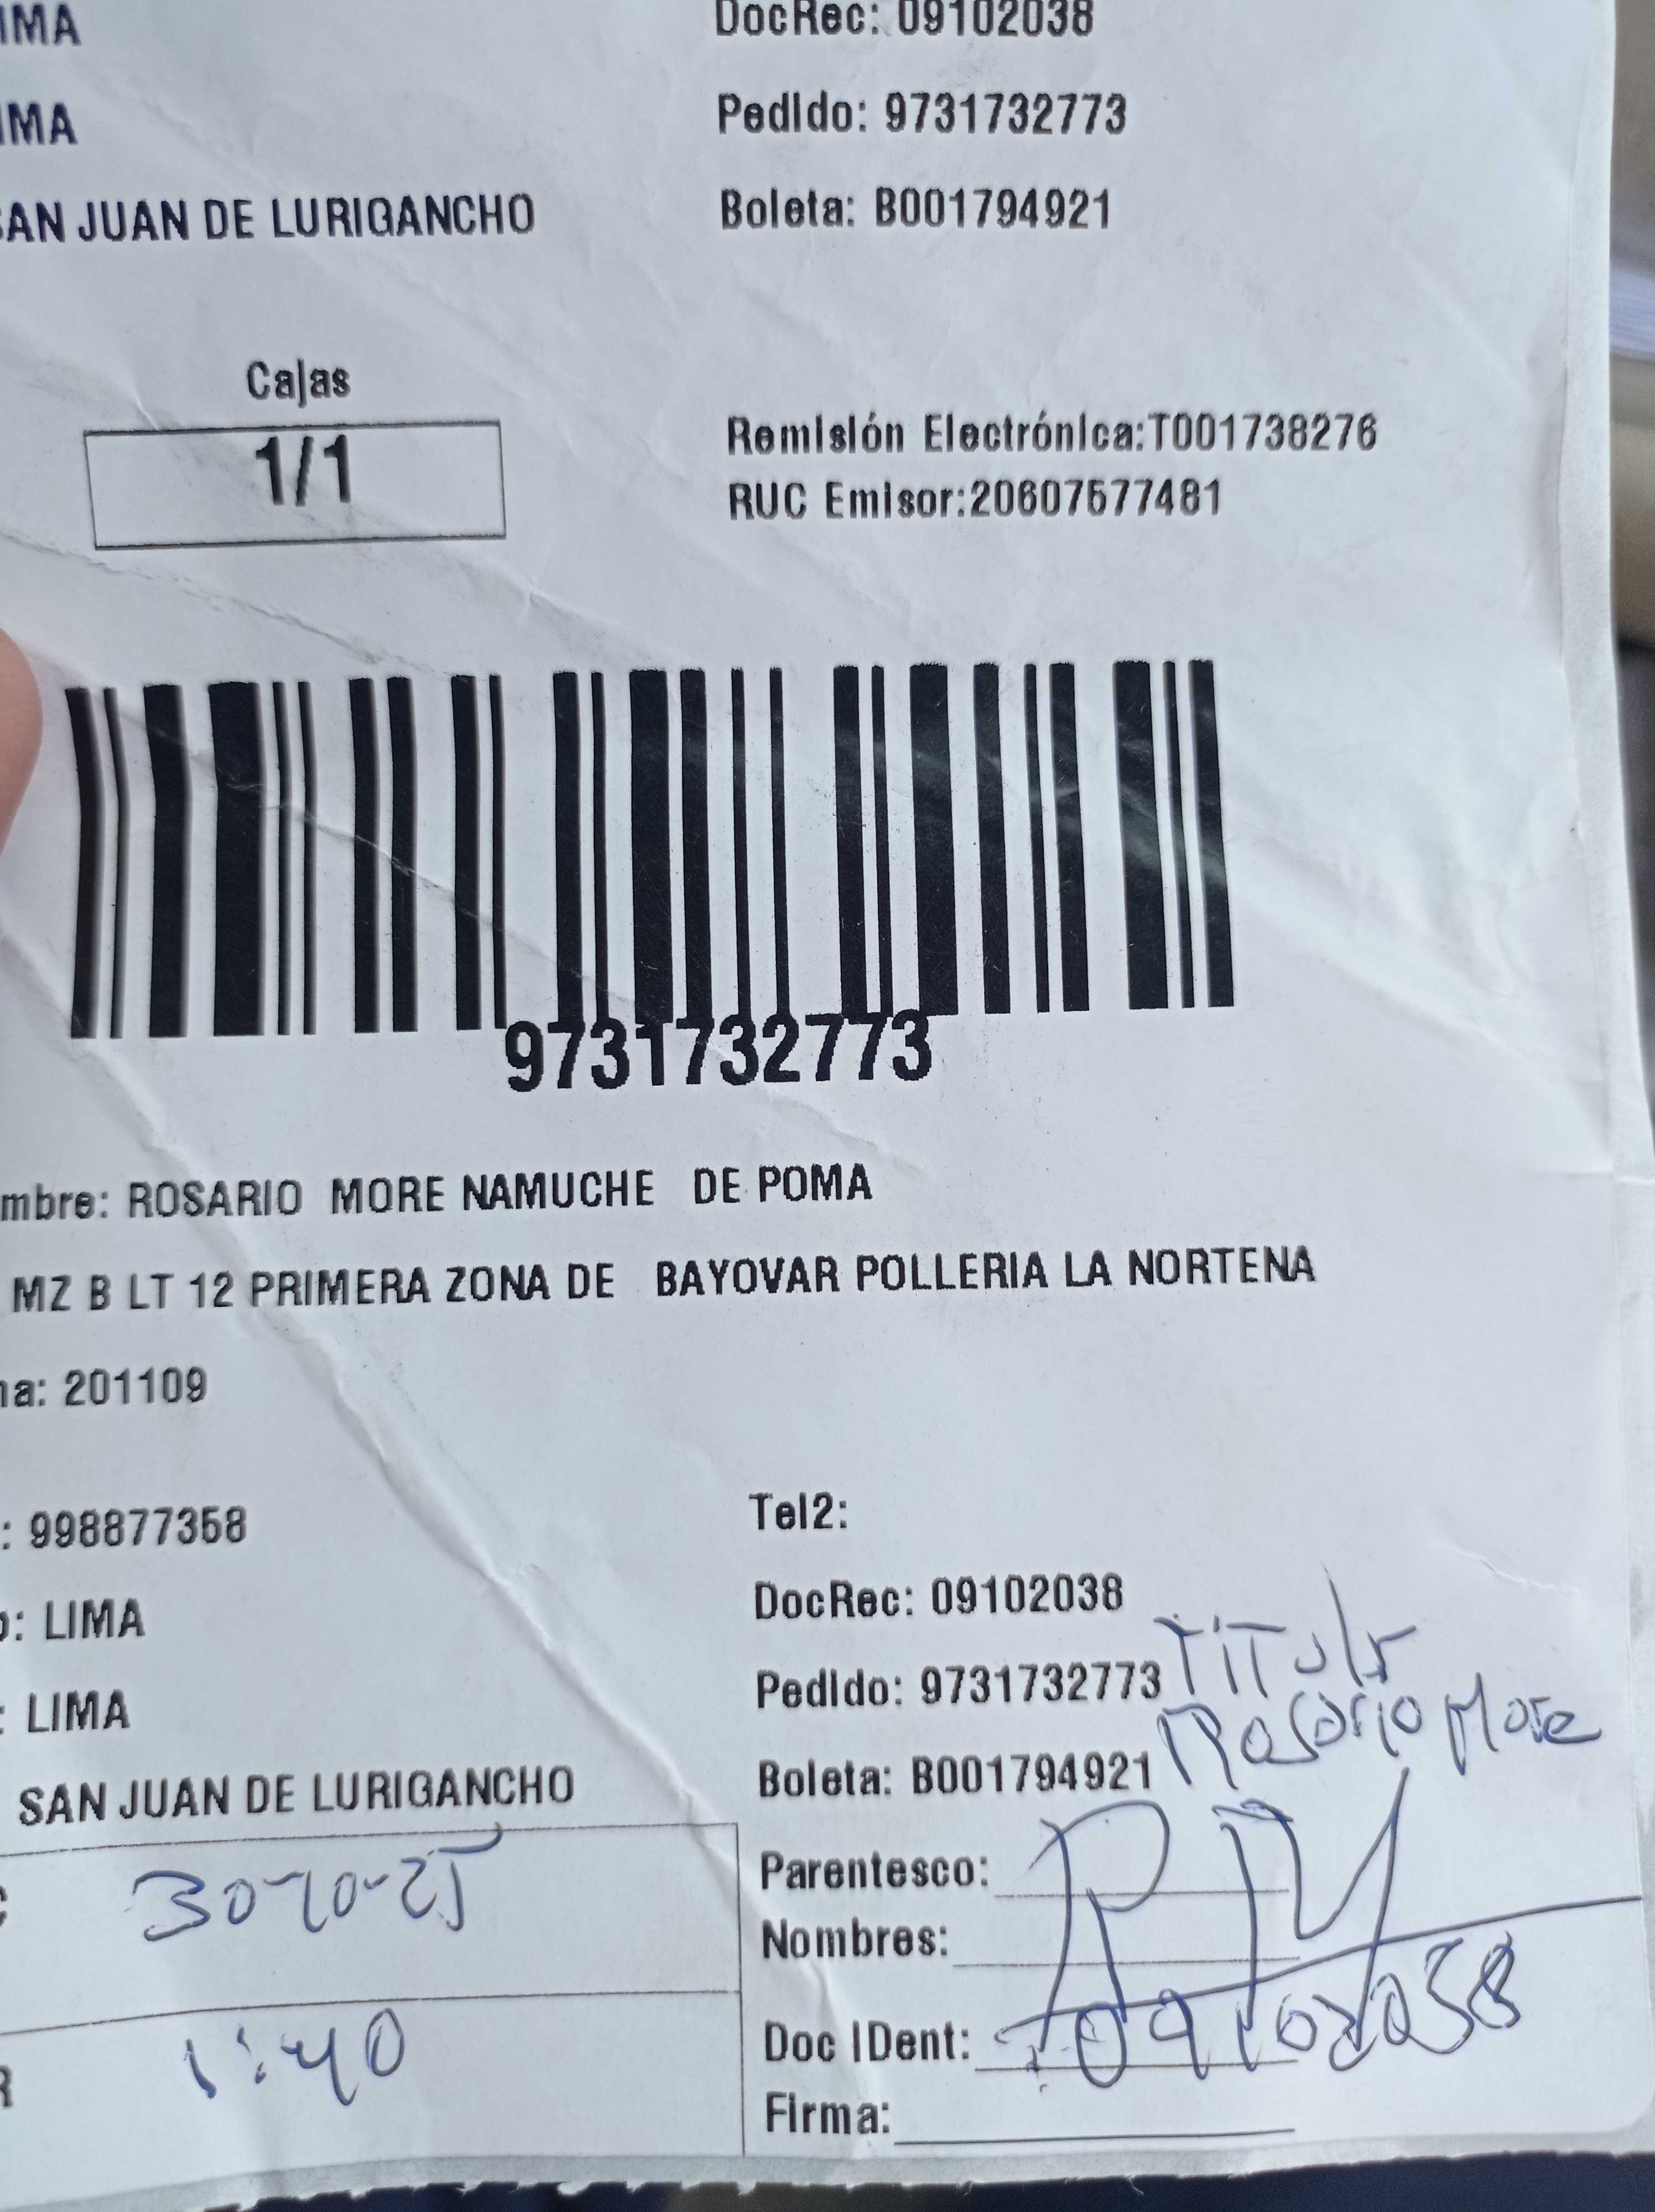 IMA
DocRec: 09102038
IMA
Pedido: 9731732773
SAN JUAN DE LURIGANCHO
Boleta: B001794921
Cajas
1/1
Remisión Electrónica:T001738276
RUC Emisor:20607577481
9731732773
mbre: ROSARIO MORE NAMUCHE DE POMA
MZ B LT 12 PRIMERA ZONA DE BAYOVAR POLLERIA LA NORTENA
na: 201109
: 998877358
Tel2:
DocRec: 09102038
o: LIMA
Pedido: 9731732773
: LIMA
Boleta: B001794921
SAN JUAN DE LURIGANCHO
Titular
Rosario More
30-10-25
1:40
Parentesco:
Nombres:
Doc IDent: 09102038
Firma: